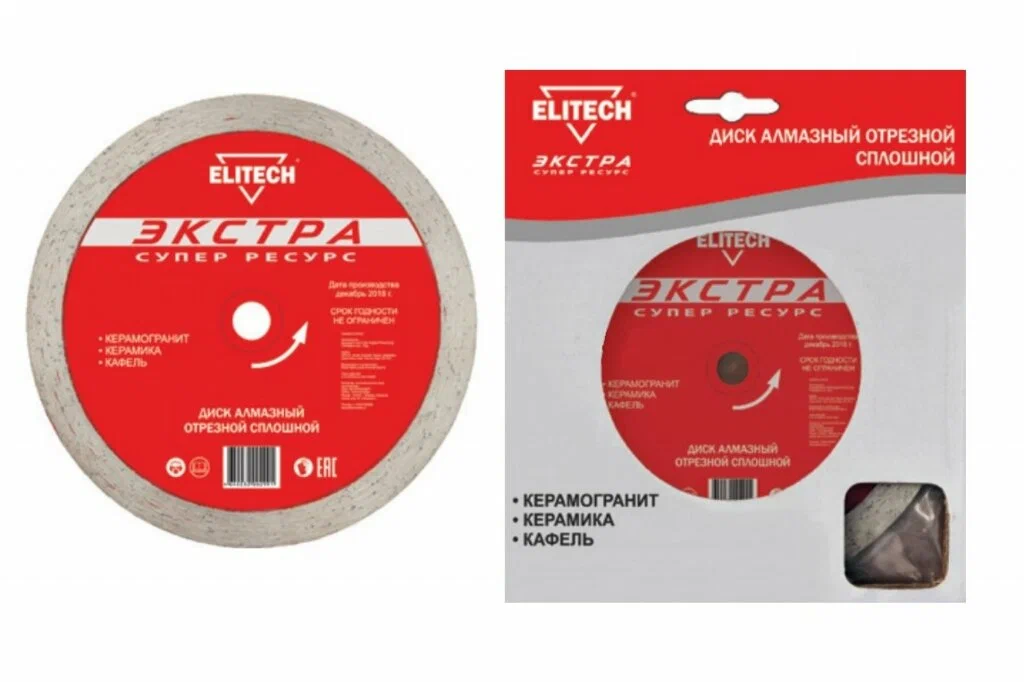 ELITECH
ЭКСТРА
СУПЕР РЕСУРС
Дата производства
декабрь 2018 г.
СРОК ГОДНОСТИ
НЕ ОГРАНИЧЕН
• КЕРАМОГРАНИТ
• КЕРАМИКА
• КАФЕЛЬ
ДИСК АЛМАЗНЫЙ
ОТРЕЗНОЙ СПЛОШНОЙ
EAC
ELITECH
ЭКСТРА
СУПЕР РЕСУРС
ДИСК АЛМАЗНЫЙ ОТРЕЗНОЙ
СПЛОШНОЙ
ELITECH
ЭКСТРА
СУПЕР РЕСУРС
Дата производства
декабрь 2018 г.
СРОК ГОДНОСТИ
НЕ ОГРАНИЧЕН
• КЕРАМОГРАНИТ
КЕРАМИКА
КАФЕЛЬ
ДИСК АЛМАЗНЫЙ
ОТРЕЗНОЙ СПЛОШНОЙ
• КЕРАМОГРАНИТ
• КЕРАМИКА
• КАФЕЛЬ